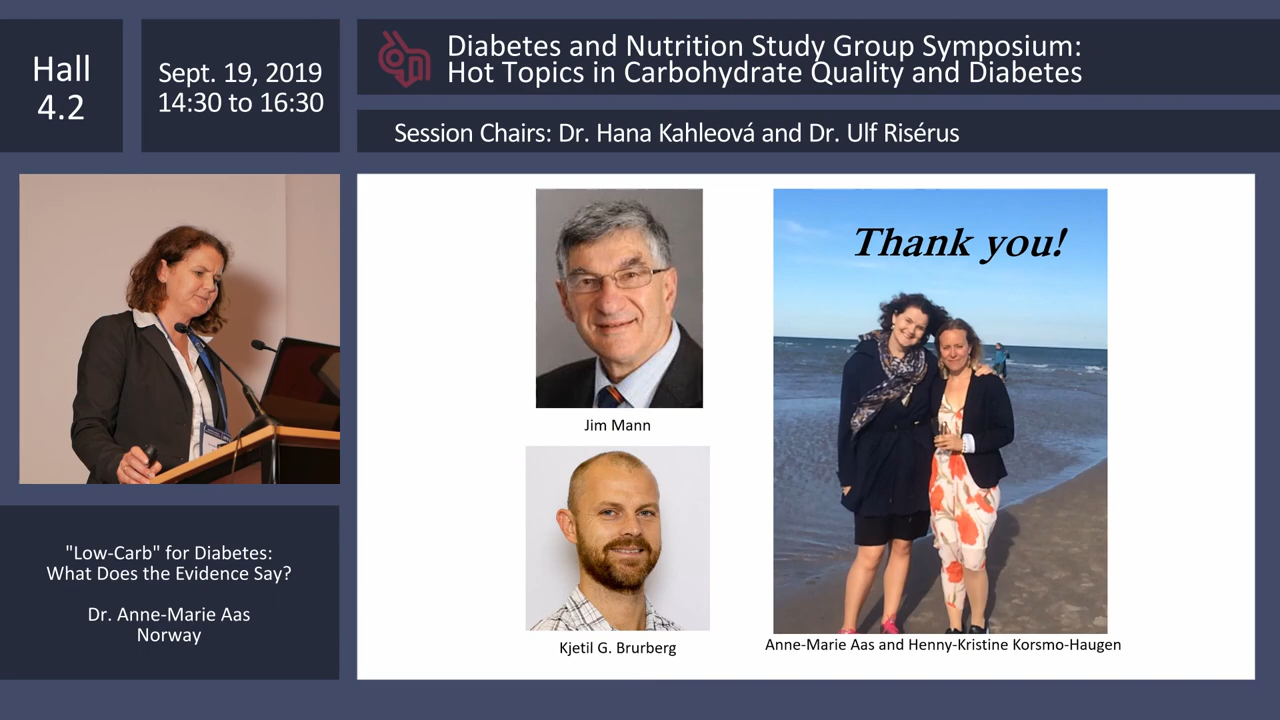 Hall
4.2
Sept. 19, 2019
14:30 to 16:30
Diabetes and Nutrition Study Group Symposium:
Hot Topics in Carbohydrate Quality and Diabetes
Session Chairs: Dr. Hana Kahleová and Dr. Ulf Risérus
Thank you!
Jim Mann
Kjetil G. Brurberg
Anne-Marie Aas and Henny-Kristine Korsmo-Haugen
"Low-Carb" for Diabetes:
What Does the Evidence Say?
Dr. Anne-Marie Aas
Norway